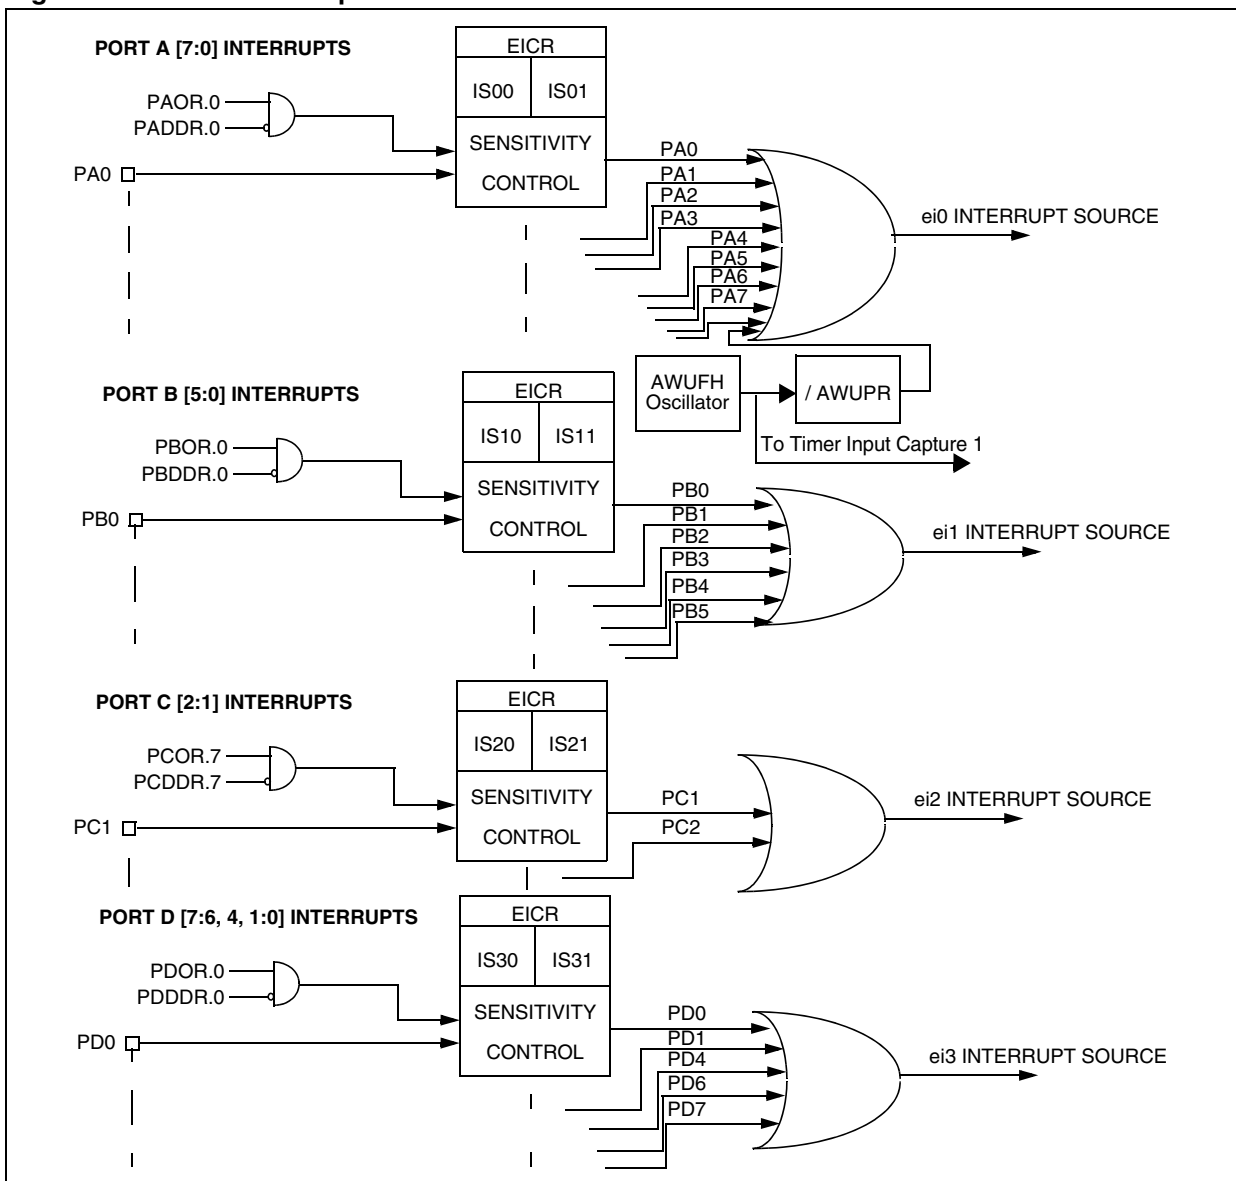 PORT A [7:0] INTERRUPTS
EICR
IS00 IS01
PAOR.0
PADDR.0
SENSITIVITY
CONTROL
PA0
PA0
PA1
PA2
PA3
PA4
PA5
PA6
PA7
ei0 INTERRUPT SOURCE
AWUFH
Oscillator
/ AWUPR
To Timer Input Capture 1
PORT B [5:0] INTERRUPTS
EICR
IS10 IS11
PBOR.0
PBDDR.0
SENSITIVITY
CONTROL
PB0
PB0
PB1
PB2
PB3
PB4
PB5
ei1 INTERRUPT SOURCE
PORT C [2:1] INTERRUPTS
EICR
IS20 IS21
PCOR.7
PCDDR.7
SENSITIVITY
CONTROL
PC1
PC1
PC2
ei2 INTERRUPT SOURCE
PORT D [7:6, 4, 1:0] INTERRUPTS
EICR
IS30 IS31
PDOR.0
PDDDR.0
SENSITIVITY
CONTROL
PD0
PD0
PD1
PD4
PD6
PD7
ei3 INTERRUPT SOURCE